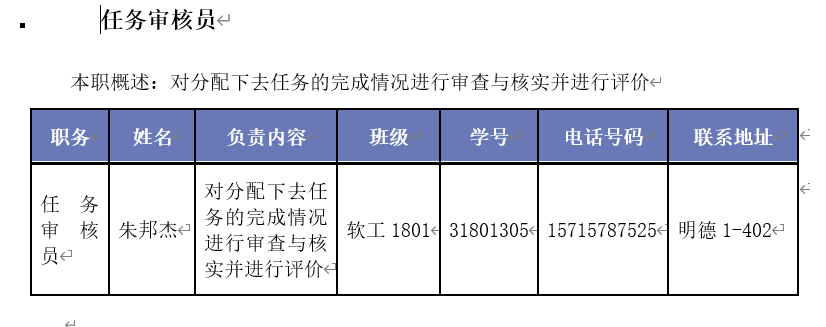 任务审核员
本职概述：对分配下去任务的完成情况进行审查与核实并进行评价
职务 姓名 负责内容 班级 学号 电话号码 联系地址
任务审核员 朱邦杰 对分配下去任务的完成情况进行审查与核实并进行评价 软工 1801 31801305 15715787525 明德 1-402